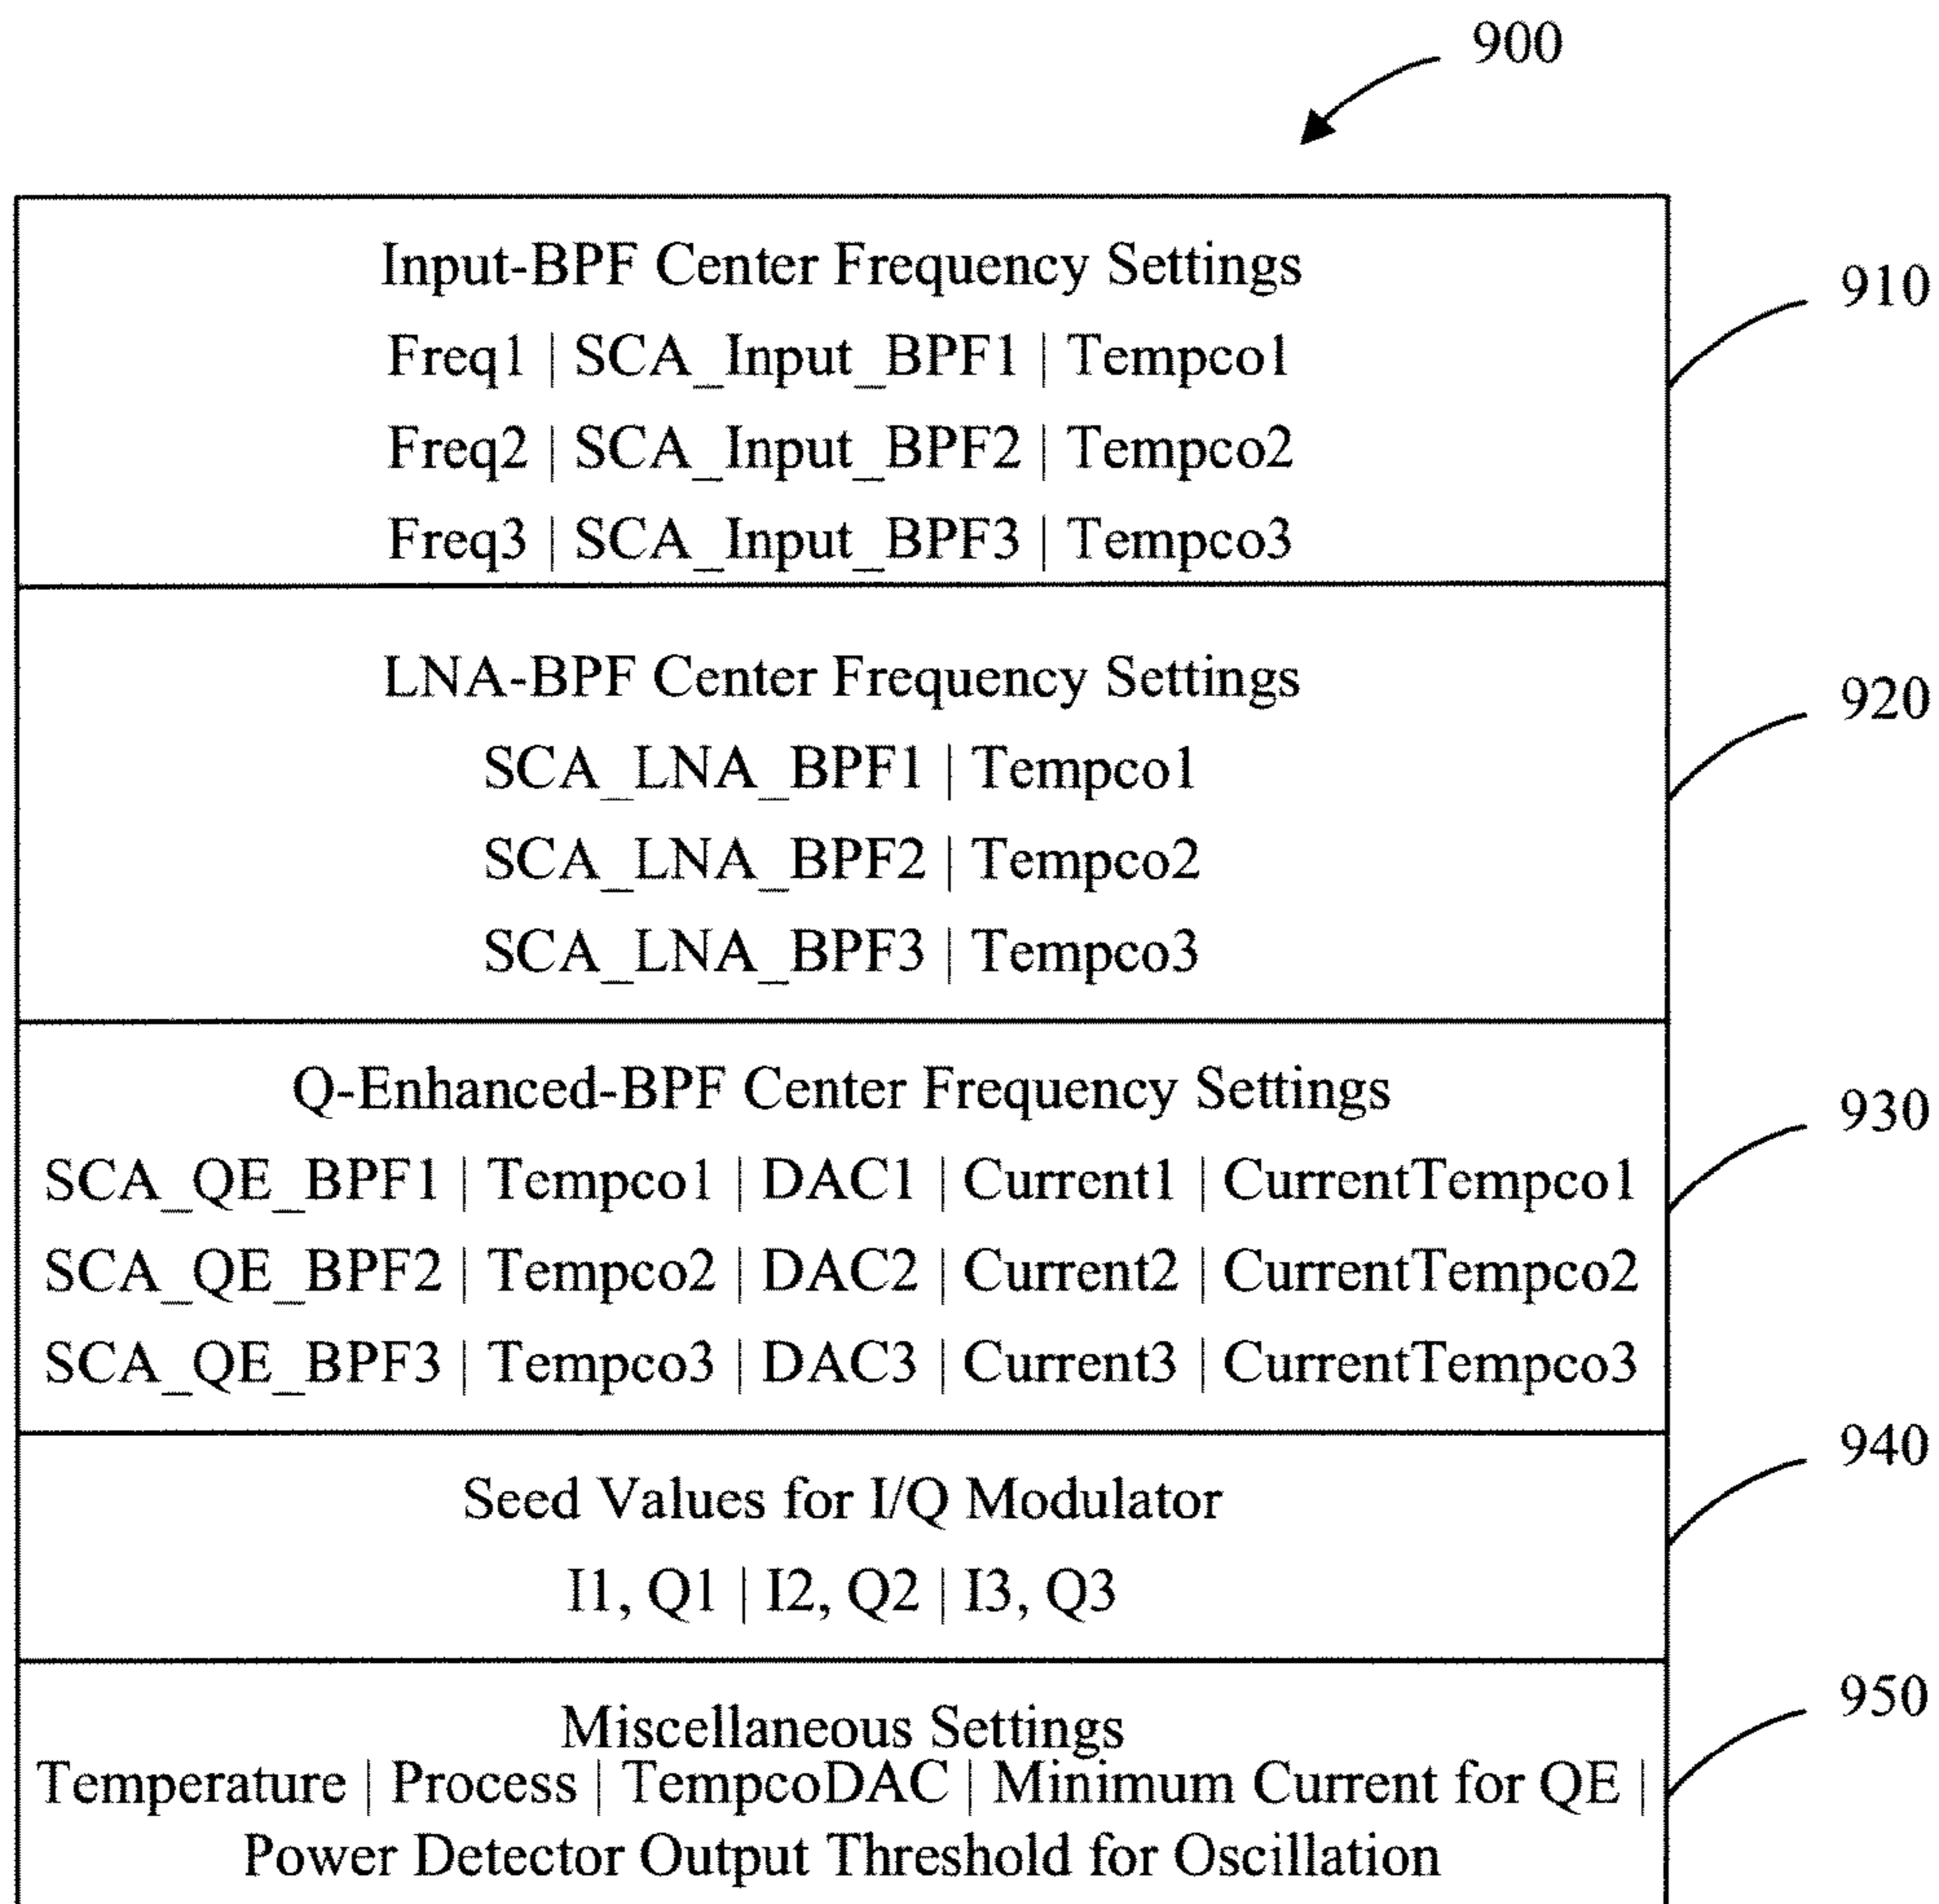 900
Input-BPF Center Frequency Settings
910
Freq1 | SCA_Input_BPF1 | Tempco1
Freq2 | SCA_Input_BPF2 | Tempco2
Freq3 | SCA_Input_BPF3 | Tempco3
LNA-BPF Center Frequency Settings
920
SCA_LNA_BPF1 | Tempco1
SCA_LNA_BPF2 | Tempco2
SCA_LNA_BPF3 | Tempco3
Q-Enhanced-BPF Center Frequency Settings
930
SCA_QE_BPF1 | Tempco1 | DAC1 | Current1 | CurrentTempco1
SCA_QE_BPF2 | Tempco2 | DAC2 | Current2 | CurrentTempco2
SCA_QE_BPF3 | Tempco3 | DAC3 | Current3 | CurrentTempco3
940
Seed Values for I/Q Modulator
I1, Q1 | I2, Q2 | I3, Q3
950
Miscellaneous Settings
Temperature | Process | TempcoDAC | Minimum Current for QE |
Power Detector Output Threshold for Oscillation